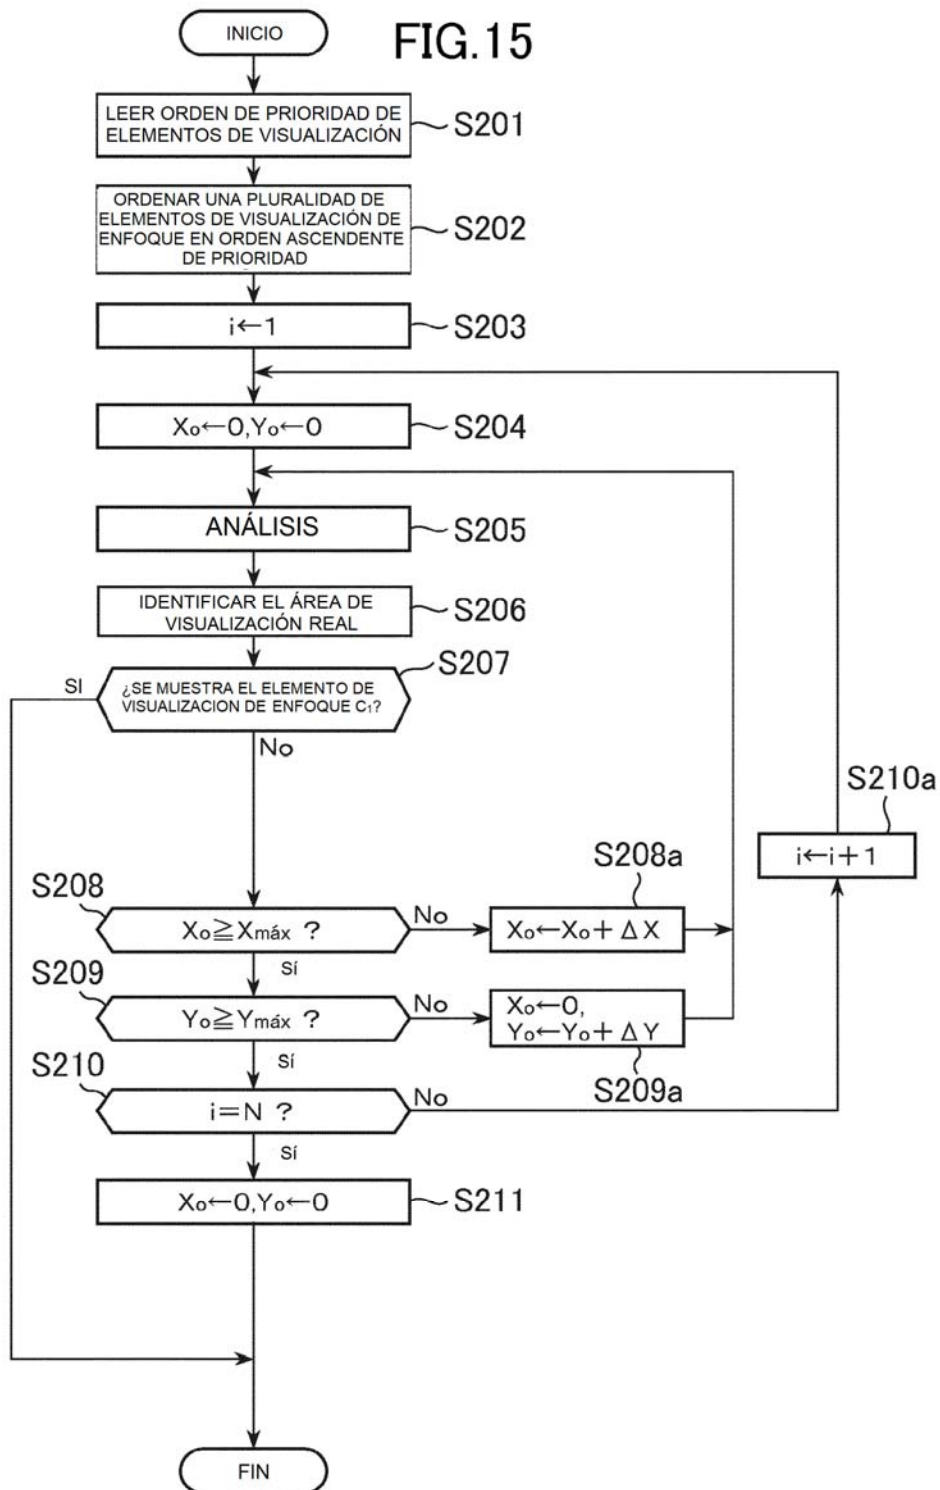 INICIO
FIG.15
LEER ORDEN DE PRIORIDAD DE
ELEMENTOS DE VISUALIZACIÓN
S201
ORDENAR UNA PLURALIDAD DE
ELEMENTOS DE VISUALIZACIÓN DE
ENFOQUE EN ORDEN ASCENDENTE
DE PRIORIDAD
S202
i←1
S203
X₀←0,Y₀←0
S204
ANÁLISIS
S205
IDENTIFICAR EL ÁREA DE
VISUALIZACIÓN REAL
S206
S207
SI
¿SE MUESTRA EL ELEMENTO DE
VISUALIZACION DE ENFOQUE C₁?
No
S210a
i←i+1
S208
X₀≧Xmáx ?
No
S208a
X₀←X₀+ΔX
Sí
S209
Y₀≧Ymáx ?
No
X₀←0,
Y₀←Y₀+ΔY
S209a
Sí
S210
i=N ?
No
Sí
X₀←0,Y₀←0
S211
FIN